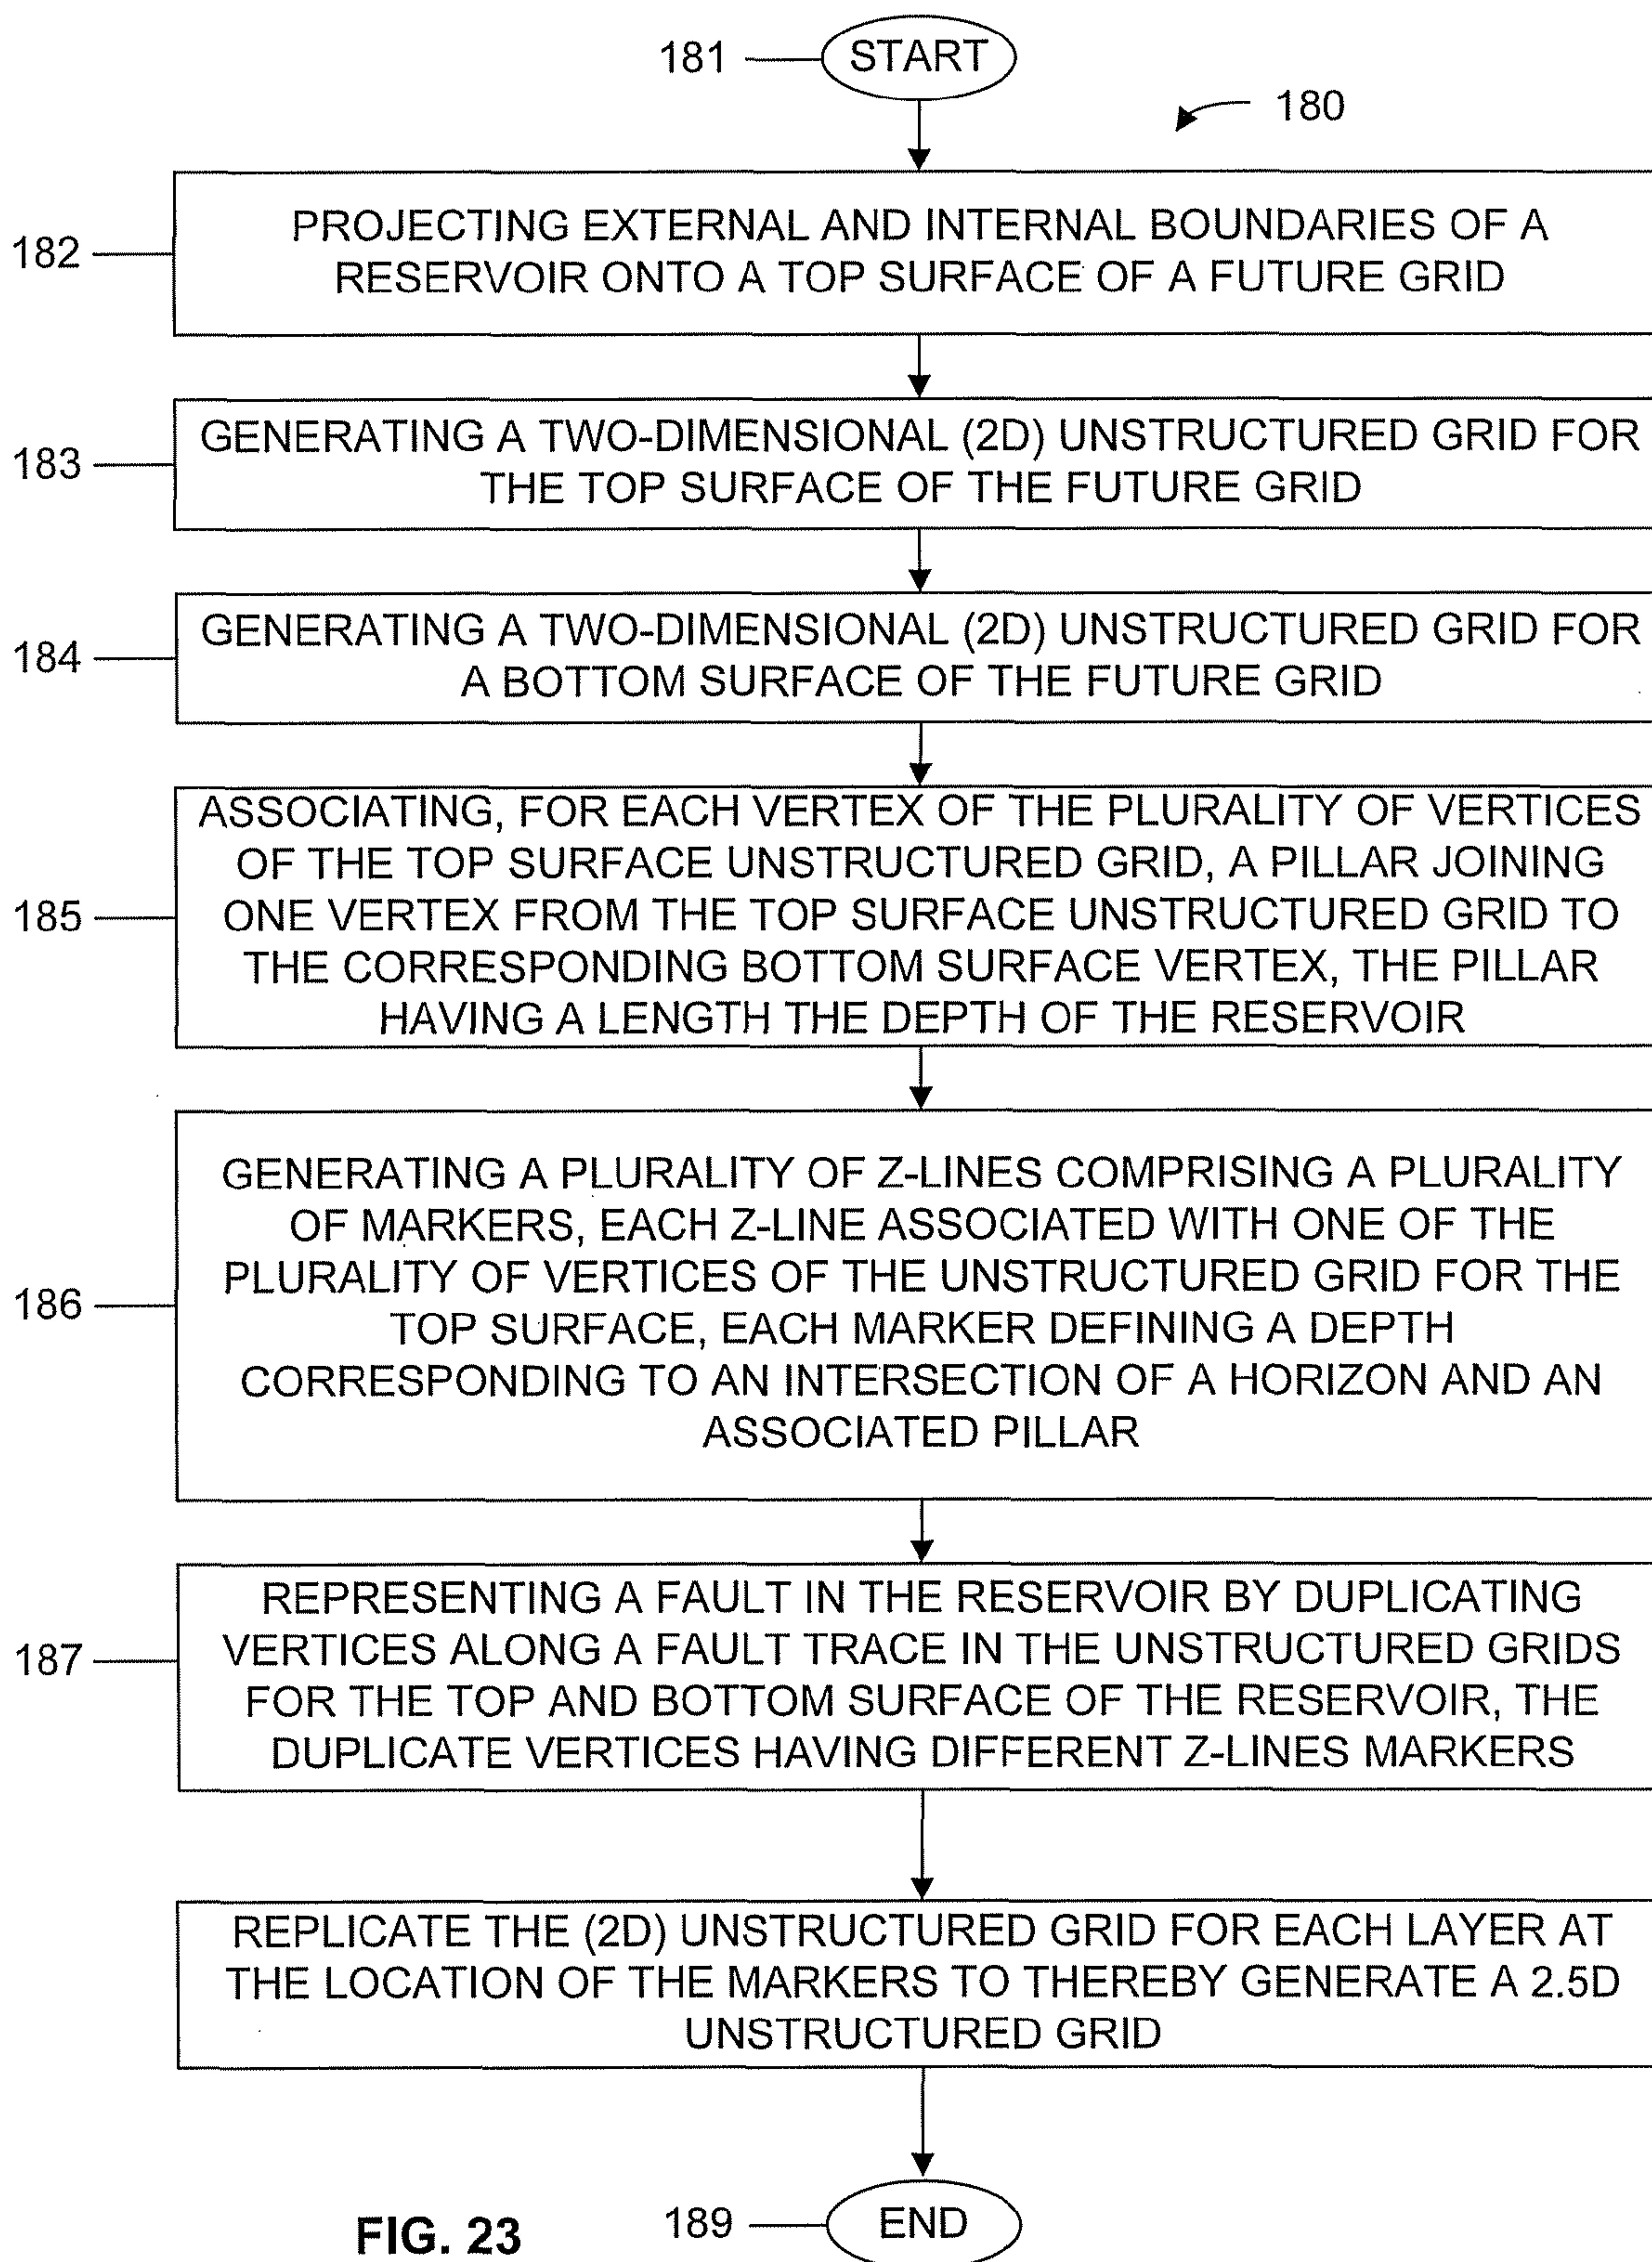 181
START
180
182
PROJECTING EXTERNAL AND INTERNAL BOUNDARIES OF A
RESERVOIR ONTO A TOP SURFACE OF A FUTURE GRID
183
GENERATING A TWO-DIMENSIONAL (2D) UNSTRUCTURED GRID FOR
THE TOP SURFACE OF THE FUTURE GRID
184
GENERATING A TWO-DIMENSIONAL (2D) UNSTRUCTURED GRID FOR
A BOTTOM SURFACE OF THE FUTURE GRID
185
ASSOCIATING, FOR EACH VERTEX OF THE PLURALITY OF VERTICES
OF THE TOP SURFACE UNSTRUCTURED GRID, A PILLAR JOINING
ONE VERTEX FROM THE TOP SURFACE UNSTRUCTURED GRID TO
THE CORRESPONDING BOTTOM SURFACE VERTEX, THE PILLAR
HAVING A LENGTH THE DEPTH OF THE RESERVOIR
186
GENERATING A PLURALITY OF Z-LINES COMPRISING A PLURALITY
OF MARKERS, EACH Z-LINE ASSOCIATED WITH ONE OF THE
PLURALITY OF VERTICES OF THE UNSTRUCTURED GRID FOR THE
TOP SURFACE, EACH MARKER DEFINING A DEPTH
CORRESPONDING TO AN INTERSECTION OF A HORIZON AND AN
ASSOCIATED PILLAR
187
REPRESENTING A FAULT IN THE RESERVOIR BY DUPLICATING
VERTICES ALONG A FAULT TRACE IN THE UNSTRUCTURED GRIDS
FOR THE TOP AND BOTTOM SURFACE OF THE RESERVOIR, THE
DUPLICATE VERTICES HAVING DIFFERENT Z-LINES MARKERS
REPLICATE THE (2D) UNSTRUCTURED GRID FOR EACH LAYER AT
THE LOCATION OF THE MARKERS TO THEREBY GENERATE A 2.5D
UNSTRUCTURED GRID
189
END
FIG. 23